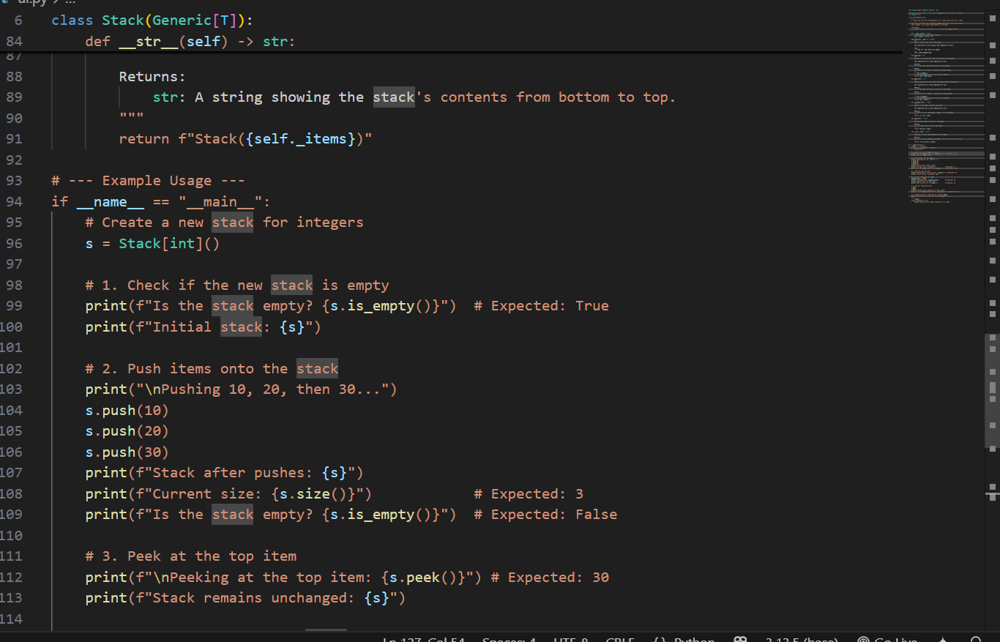 ai.py > ...
6 class Stack(Generic[T]):
84 def __str__(self) -> str:
87
88 Returns:
89 str: A string showing the stack's contents from bottom to top.
90 """
91 return f"Stack({self._items})"
92
93 # --- Example Usage ---
94 if __name__ == "__main__":
95 # Create a new stack for integers
96 s = Stack[int]()
97
98 # 1. Check if the new stack is empty
99 print(f"Is the stack empty? {s.is_empty()}")  # Expected: True
100 print(f"Initial stack: {s}")
101
102 # 2. Push items onto the stack
103 print("\nPushing 10, 20, then 30...")
104 s.push(10)
105 s.push(20)
106 s.push(30)
107 print(f"Stack after pushes: {s}")
108 print(f"Current size: {s.size()}")            # Expected: 3
109 print(f"Is the stack empty? {s.is_empty()}")  # Expected: False
110
111 # 3. Peek at the top item
112 print(f"\nPeeking at the top item: {s.peek()}") # Expected: 30
113 print(f"Stack remains unchanged: {s}")
114
Ln 127, Col 54 Spaces: 4 UTF-8 CRLF {} Python 3.13.5 (base) Go Live